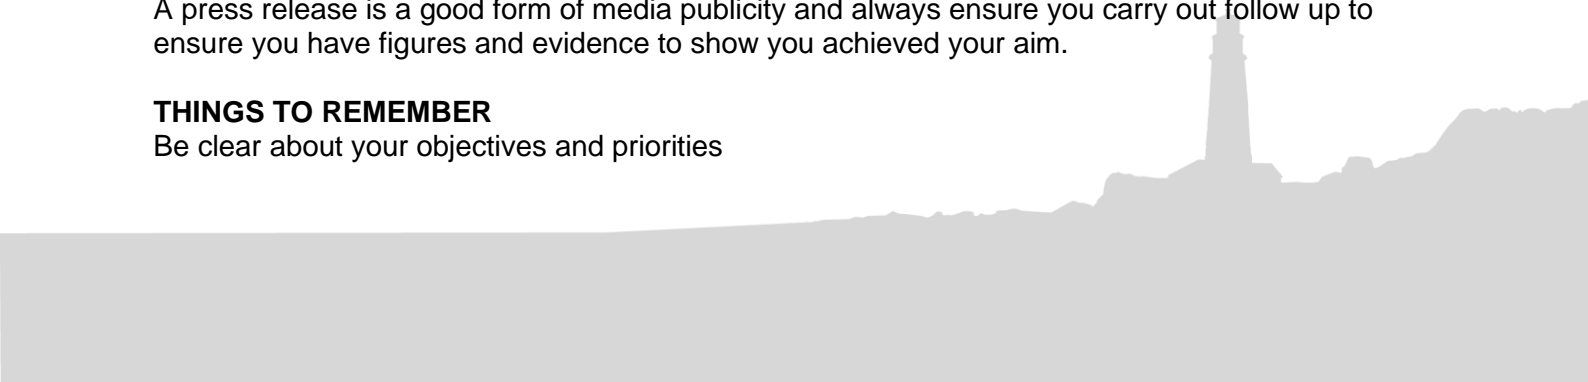 A press release is a good form of media publicity and always ensure you carry out follow up to
ensure you have figures and evidence to show you achieved your aim.
THINGS TO REMEMBER
Be clear about your objectives and priorities